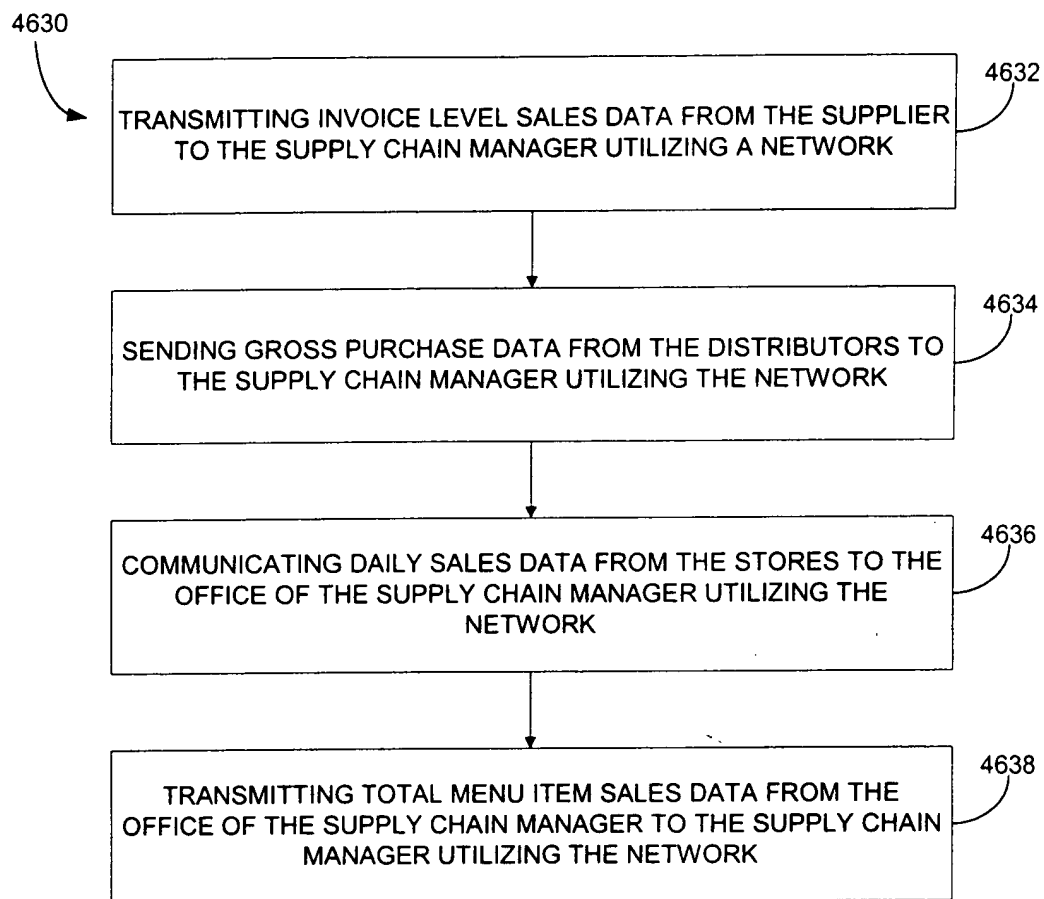 4630
4632
TRANSMITTING INVOICE LEVEL SALES DATA FROM THE SUPPLIER
TO THE SUPPLY CHAIN MANAGER UTILIZING A NETWORK
4634
SENDING GROSS PURCHASE DATA FROM THE DISTRIBUTORS TO
THE SUPPLY CHAIN MANAGER UTILIZING THE NETWORK
4636
COMMUNICATING DAILY SALES DATA FROM THE STORES TO THE
OFFICE OF THE SUPPLY CHAIN MANAGER UTILIZING THE
NETWORK
4638
TRANSMITTING TOTAL MENU ITEM SALES DATA FROM THE
OFFICE OF THE SUPPLY CHAIN MANAGER TO THE SUPPLY CHAIN
MANAGER UTILIZING THE NETWORK